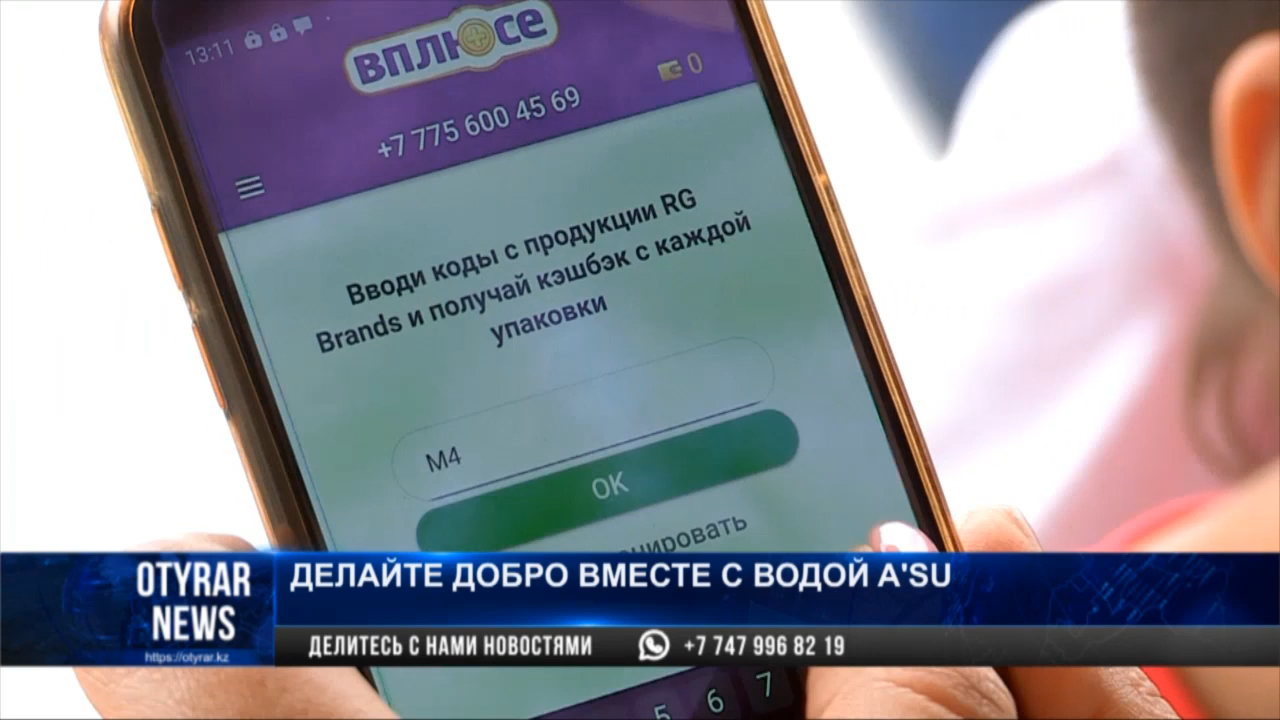 13:11
вплюсе
0
+7 775 600 45 69
Вводи коды с продукции RG
Brands и получай кэшбэк с каждой
упаковки
M4
OK
OTYRAR
NEWS
https://otyrar.kz
ДЕЛАЙТЕ ДОБРО ВМЕСТЕ С ВОДОЙ A'SU
ДЕЛИТЕСЬ С НАМИ НОВОСТЯМИ
+7 747 996 82 19
5 6 7